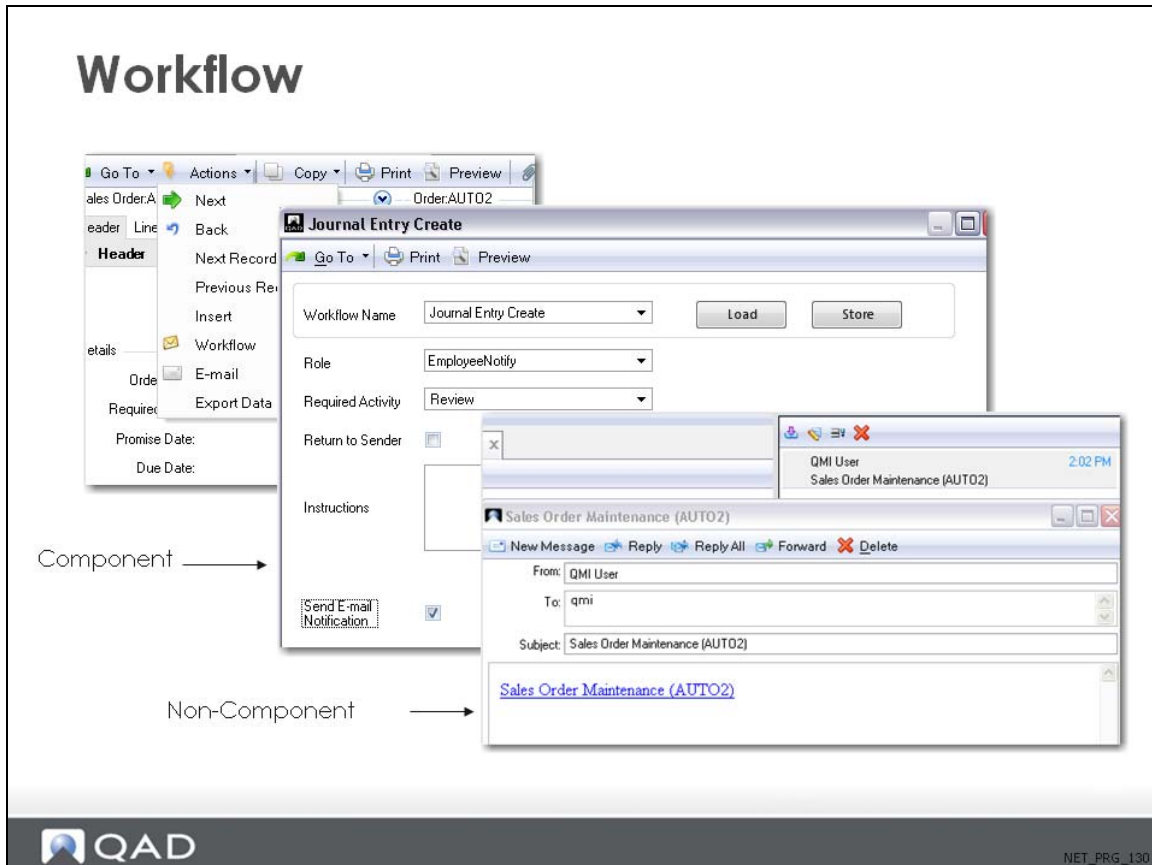 Workflow
Go To Actions Copy Print Preview
ales Order:A Order:AUTO2
eader Line
Header
etails
Orde
Required
Promise Date:
Due Date:
Next
Back
Next Record
Previous Re
Insert
Workflow
E-mail
Export Data
Journal Entry Create
Go To Print Preview
Workflow Name Journal Entry Create Load Store
Role EmployeeNotify
Required Activity Review
Return to Sender
Instructions
Send E-mail
Notification
x
QMI User 2:02 PM
Sales Order Maintenance (AUTO2)
Sales Order Maintenance (AUTO2)
New Message Reply Reply All Forward Delete
From: QMI User
To: qmi
Subject: Sales Order Maintenance (AUTO2)
Sales Order Maintenance (AUTO2)
Component
Non-Component
QAD
NET_PRG_130